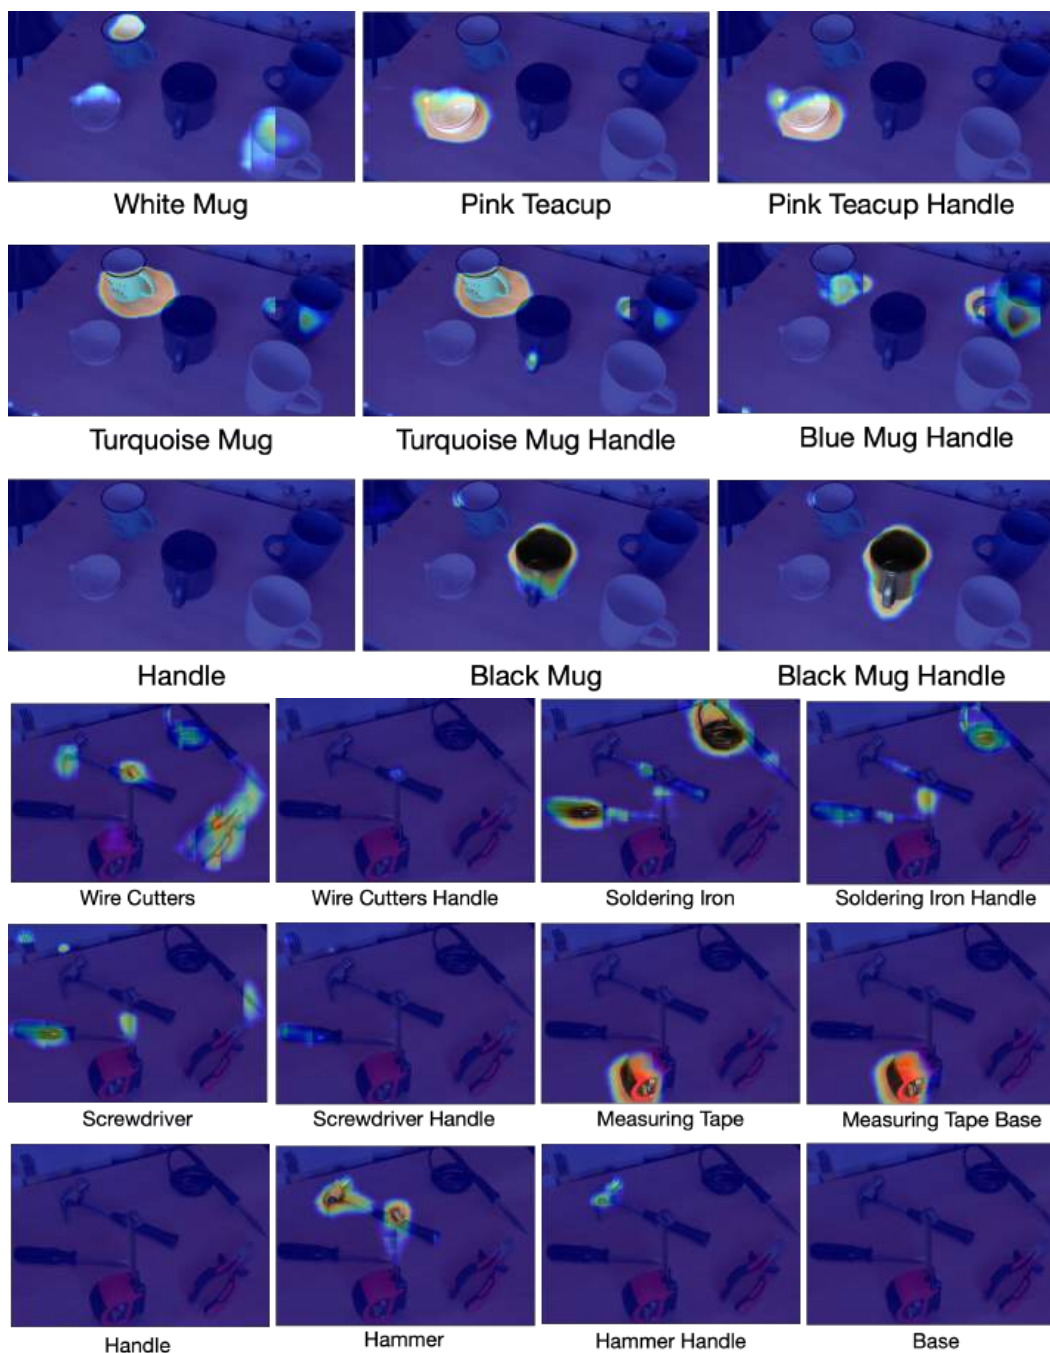 White Mug
Pink Teacup
Pink Teacup Handle
Turquoise Mug
Turquoise Mug Handle
Blue Mug Handle
Handle
Black Mug
Black Mug Handle
Wire Cutters
Wire Cutters Handle
Soldering Iron
Soldering Iron Handle
Screwdriver
Screwdriver Handle
Measuring Tape
Measuring Tape Base
Handle
Hammer
Hammer Handle
Base